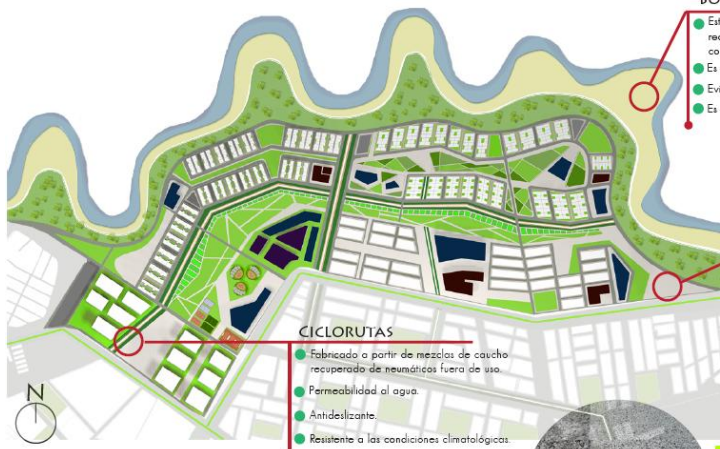 Es
Evi
Es
CICLORUTAS
Fabricado a partir de mezclas de caucho
recuperado de neumáticos fuera de uso.
Permeabilidad al agua.
Antideslizante.
Resistente a las condiciones climatológicas.
N